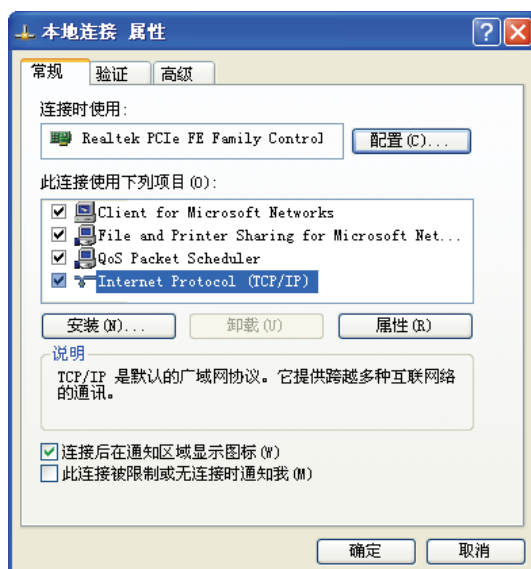 本地连接 属性
常规 验证 高级
连接时使用:
Realtek PCIe FE Family Control
配置(C)...
此连接使用下列项目(O):
Client for Microsoft Networks
File and Printer Sharing for Microsoft Net...
QoS Packet Scheduler
Internet Protocol (TCP/IP)
安装(N)... 卸载(U) 属性(R)
说明
TCP/IP 是默认的广域网协议。它提供跨越多种互联网络
的通讯。
连接后在通知区域显示图标(W)
此连接被限制或无连接时通知我(M)
确定 取消